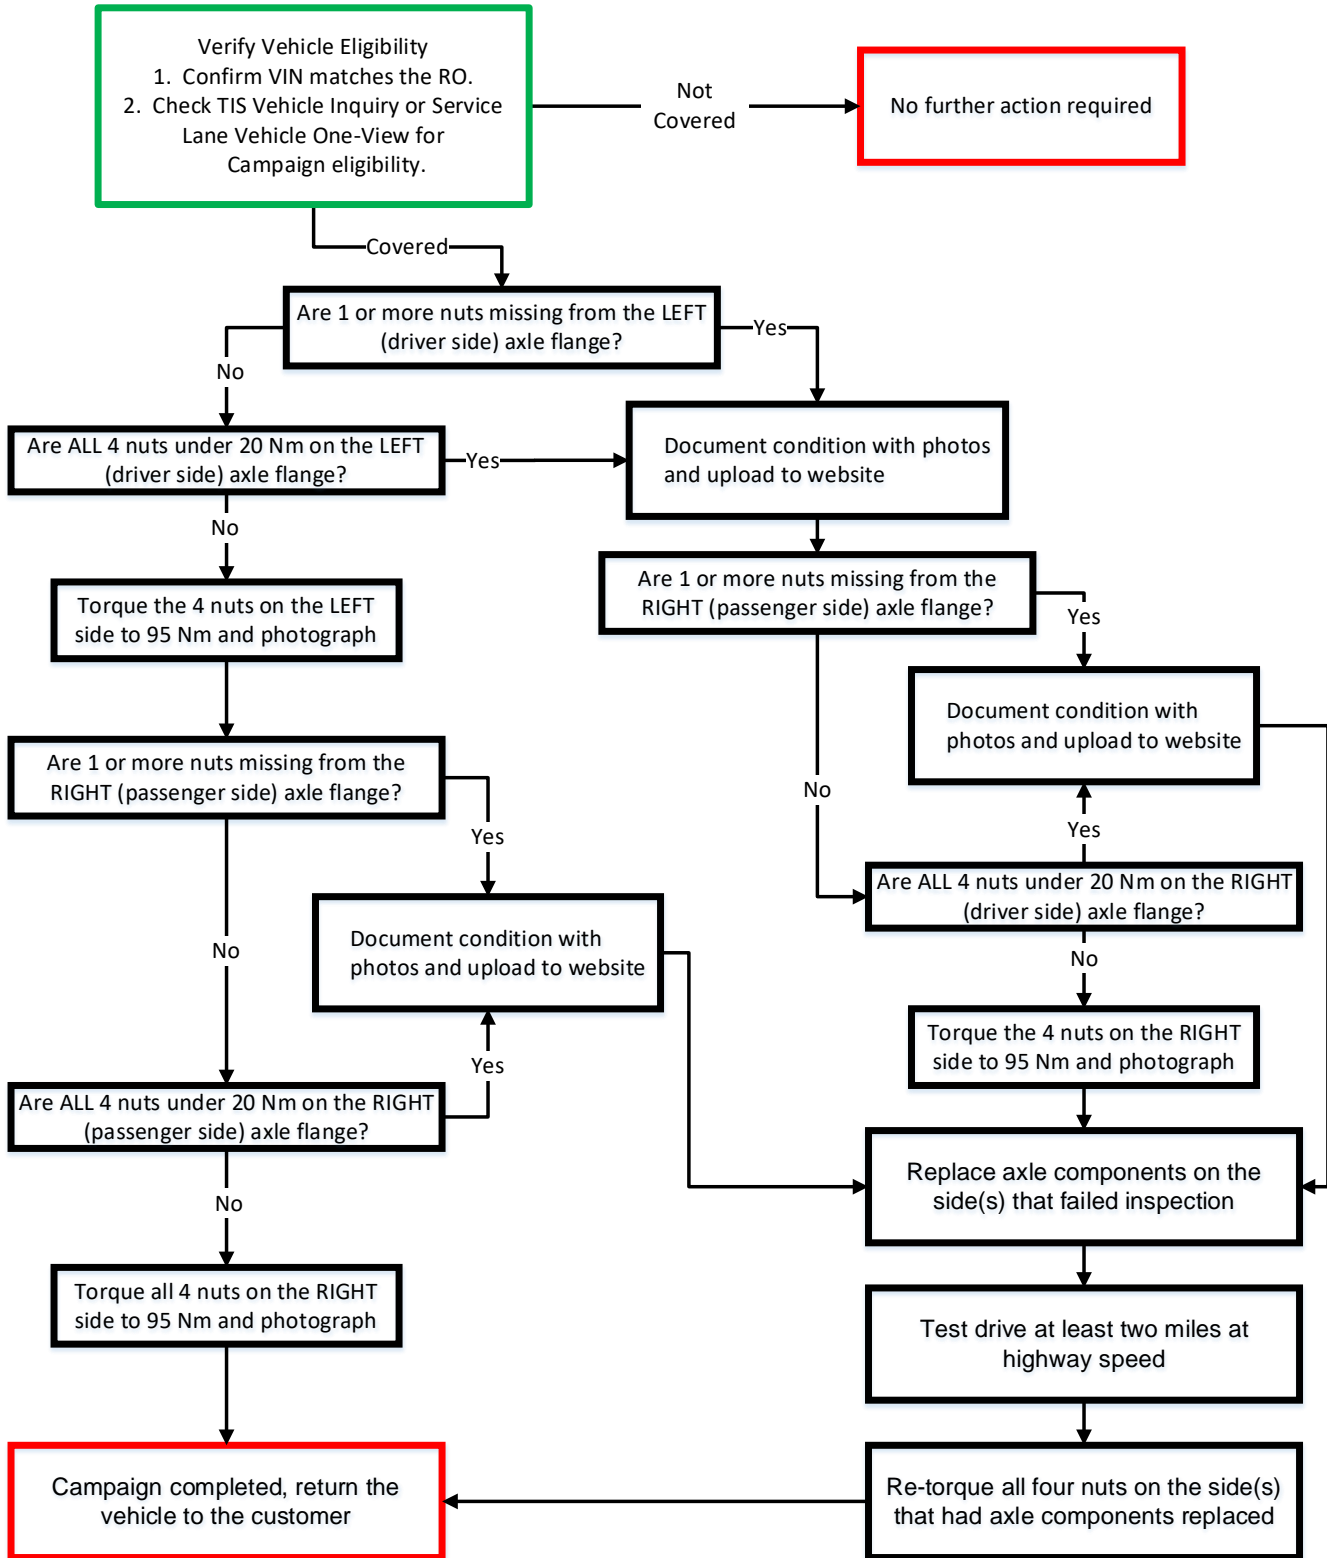 Verify Vehicle Eligibility
1. Confirm VIN matches the RO.
2. Check TIS Vehicle Inquiry or Service
Lane Vehicle One-View for
Campaign eligibility.
Not
Covered
No further action required
Covered
Are 1 or more nuts missing from the LEFT
(driver side) axle flange?
Yes
No
Are ALL 4 nuts under 20 Nm on the LEFT
(driver side) axle flange?
Yes
Document condition with photos
and upload to website
No
Are 1 or more nuts missing from the
RIGHT (passenger side) axle flange?
Yes
Torque the 4 nuts on the LEFT
side to 95 Nm and photograph
Document condition with
photos and upload to website
Are 1 or more nuts missing from the
RIGHT (passenger side) axle flange?
No
Yes
Yes
Are ALL 4 nuts under 20 Nm on the RIGHT
(driver side) axle flange?
No
Document condition with
photos and upload to website
No
Torque the 4 nuts on the RIGHT
side to 95 Nm and photograph
Yes
Are ALL 4 nuts under 20 Nm on the RIGHT
(passenger side) axle flange?
Replace axle components on the
side(s) that failed inspection
No
Torque all 4 nuts on the RIGHT
side to 95 Nm and photograph
Test drive at least two miles at
highway speed
Campaign completed, return the
vehicle to the customer
Re-torque all four nuts on the side(s)
that had axle components replaced